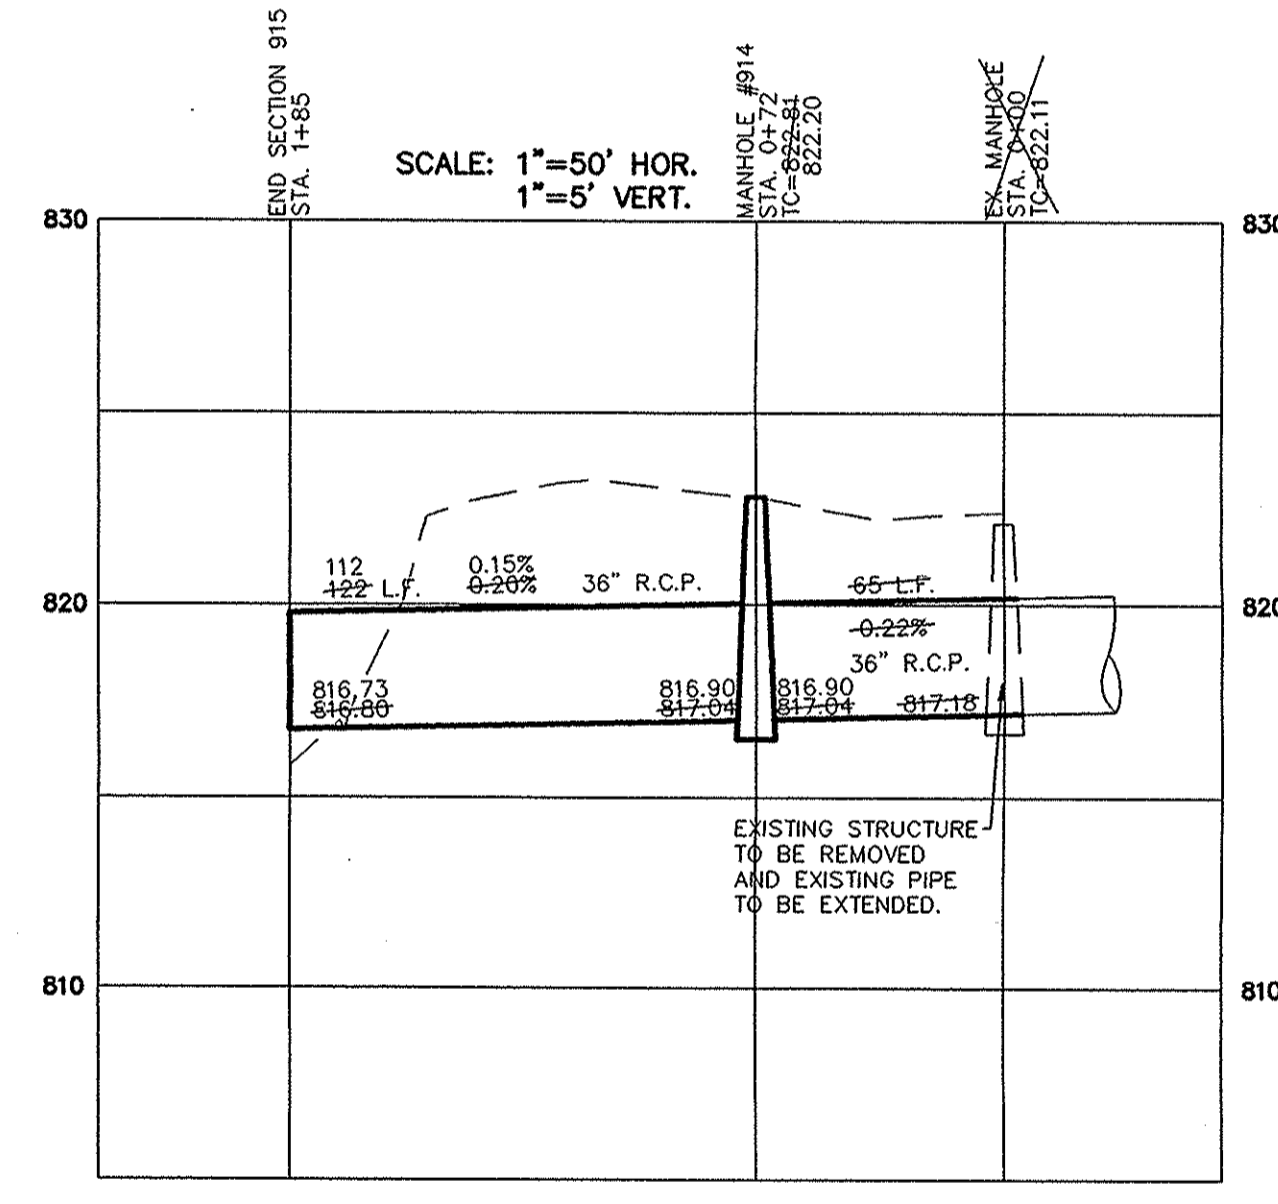 END SECTION 915
STA. 1+85
SCALE: 1"=50' HOR.
1"=5' VERT.
MANHOLE #914
STA. 0+72
TC=822.81
822.20
EX. MANHOLE
STA. 0+00
TC=822.11
830
830
112
122 L.F.
0.15%
0.20%
36" R.C.P.
65 L.F.
820
820
0.22%
36" R.C.P.
816.73
816.80
816.90
817.04
816.90
817.04
817.18
EXISTING STRUCTURE
TO BE REMOVED
AND EXISTING PIPE
TO BE EXTENDED.
810
810